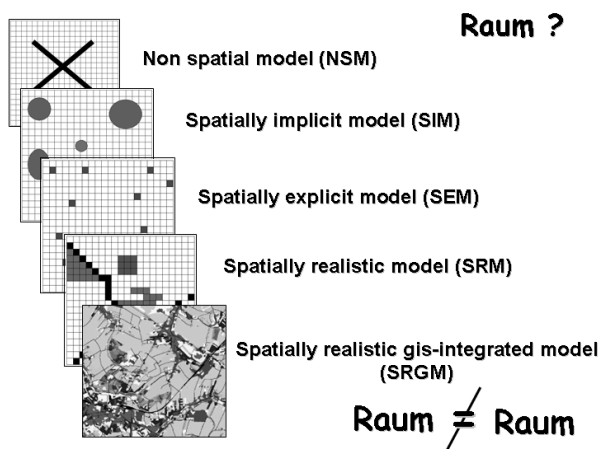 Raum ?
Non spatial model (NSM)
Spatially implicit model (SIM)
Spatially explicit model (SEM)
Spatially realistic model (SRM)
Spatially realistic gis-integrated model
(SRGM)
Raum ≠ Raum